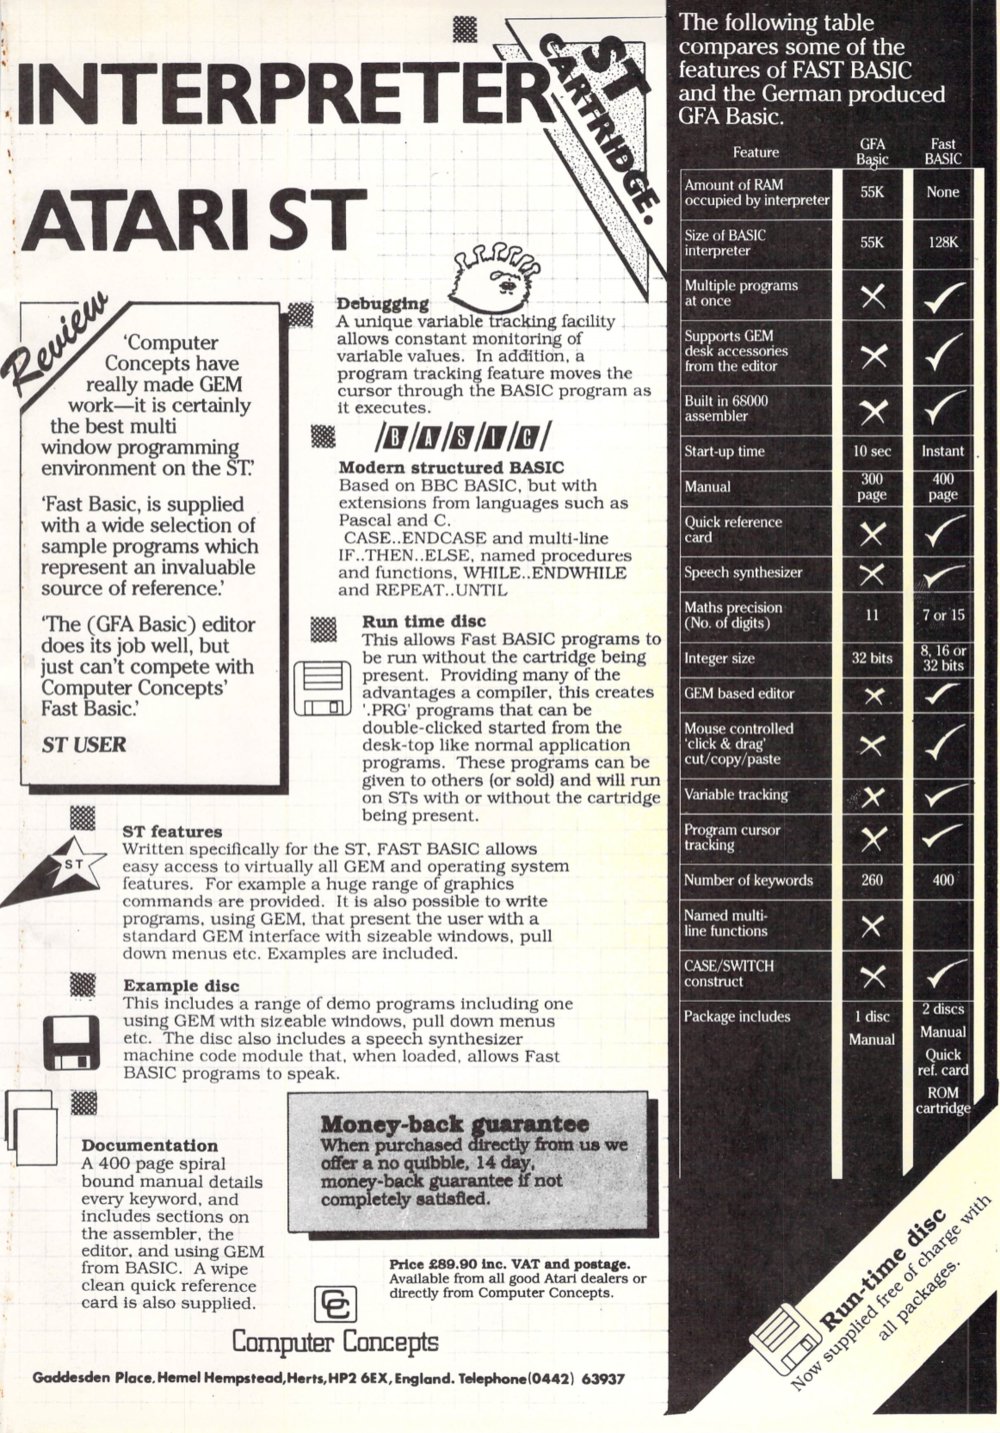 INTERPRETER
ATARI ST
ST
CARTRIDGE.
Review
'Computer
Concepts have
really made GEM
work—it is certainly
the best multi
window programming
environment on the ST.'
'Fast Basic, is supplied
with a wide selection of
sample programs which
represent an invaluable
source of reference.'
'The (GFA Basic) editor
does its job well, but
just can't compete with
Computer Concepts'
Fast Basic.'
ST USER
Debugging
A unique variable tracking facility
allows constant monitoring of
variable values. In addition, a
program tracking feature moves the
cursor through the BASIC program as
it executes.
/B/A/S/I/C/
Modern structured BASIC
Based on BBC BASIC, but with
extensions from languages such as
Pascal and C.
CASE..ENDCASE and multi-line
IF..THEN..ELSE, named procedures
and functions, WHILE..ENDWHILE
and REPEAT..UNTIL
Run time disc
This allows Fast BASIC programs to
be run without the cartridge being
present. Providing many of the
advantages a compiler, this creates
'.PRG' programs that can be
double-clicked started from the
desk-top like normal application
programs. These programs can be
given to others (or sold) and will run
on STs with or without the cartridge
being present.
ST
ST features
Written specifically for the ST, FAST BASIC allows
easy access to virtually all GEM and operating system
features. For example a huge range of graphics
commands are provided. It is also possible to write
programs, using GEM, that present the user with a
standard GEM interface with sizeable windows, pull
down menus etc. Examples are included.
Example disc
This includes a range of demo programs including one
using GEM with sizeable windows, pull down menus
etc. The disc also includes a speech synthesizer
machine code module that, when loaded, allows Fast
BASIC programs to speak.
Documentation
A 400 page spiral
bound manual details
every keyword, and
includes sections on
the assembler, the
editor, and using GEM
from BASIC. A wipe
clean quick reference
card is also supplied.
Money-back guarantee
When purchased directly from us we
offer a no quibble, 14 day,
money-back guarantee if not
completely satisfied.
Price £89.90 inc. VAT and postage.
Available from all good Atari dealers or
directly from Computer Concepts.
CC
Computer Concepts
Gaddesden Place, Hemel Hempstead, Herts, HP2 6EX, England. Telephone (0442) 63937
The following table
compares some of the
features of FAST BASIC
and the German produced
GFA Basic.
Feature GFA Basic Fast BASIC
Amount of RAM
occupied by interpreter 55K None
Size of BASIC
interpreter 55K 128K
Multiple programs
at once
Supports GEM
desk accessories
from the editor
Built in 68000
assembler
Start-up time 10 sec Instant
Manual 300 page 400 page
Quick reference
card
Speech synthesizer
Maths precision
(No. of digits) 11 7 or 15
Integer size 32 bits 8, 16 or 32 bits
GEM based editor
Mouse controlled
'click & drag'
cut/copy/paste
Variable tracking
Program cursor
tracking
Number of keywords 260 400
Named multi-
line functions
CASE/SWITCH
construct
Package includes 1 disc 2 discs
Manual Manual
Quick
ref. card
ROM
cartridge
Run-time disc
Now supplied free of charge with
all packages.